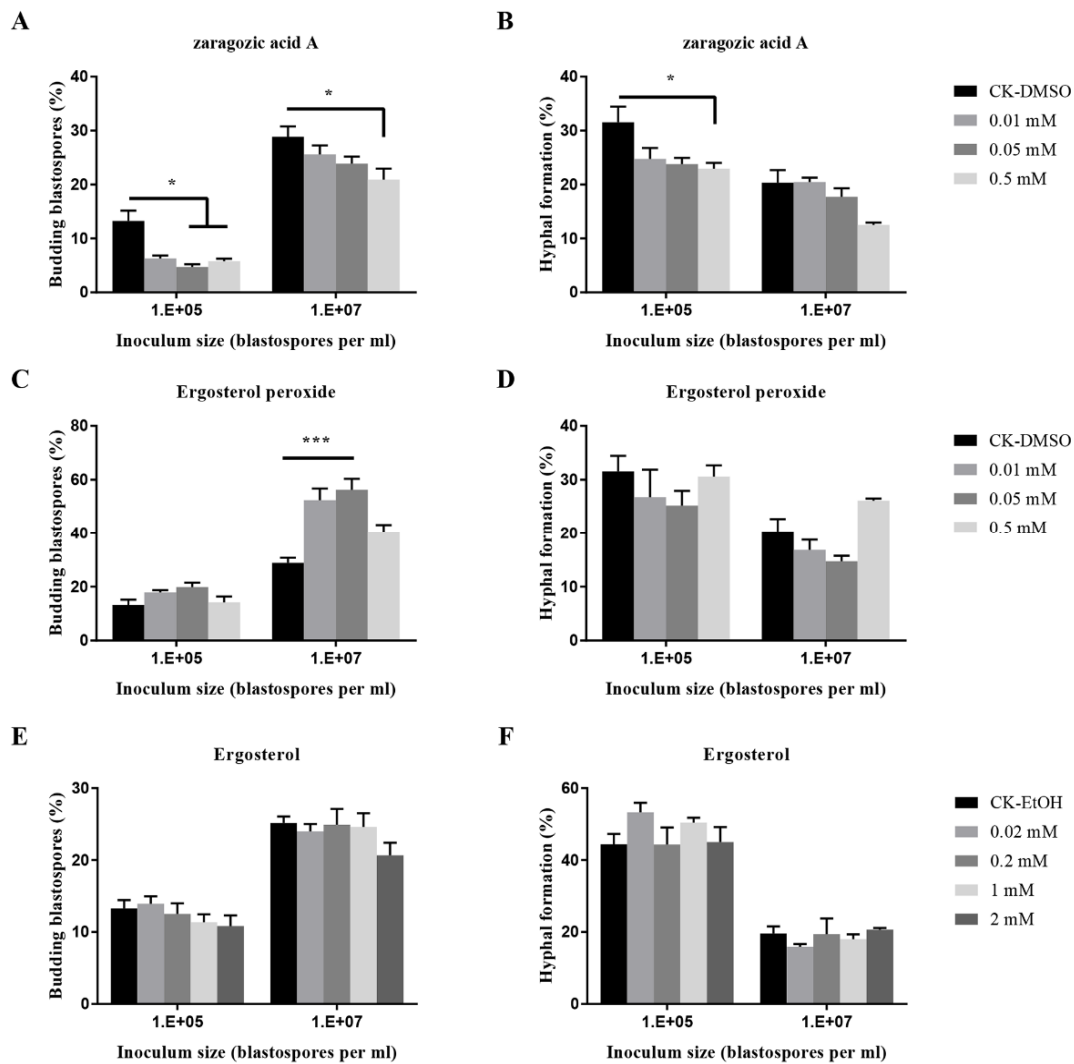 A
zaragozic acid A
Budding blastospores (%)
40
30
20
10
0
*
*
1.E+05
1.E+07
Inoculum size (blastospores per ml)
B
zaragozic acid A
Hyphal formation (%)
40
30
20
10
0
*
1.E+05
1.E+07
Inoculum size (blastospores per ml)
CK-DMSO
0.01 mM
0.05 mM
0.5 mM
C
Ergosterol peroxide
Budding blastospores (%)
80
60
40
20
0
***
1.E+05
1.E+07
Inoculum size (blastospores per ml)
D
Ergosterol peroxide
Hyphal formation (%)
40
30
20
10
0
1.E+05
1.E+07
Inoculum size (blastospores per ml)
CK-DMSO
0.01 mM
0.05 mM
0.5 mM
E
Ergosterol
Budding blastospores (%)
30
20
10
0
1.E+05
1.E+07
Inoculum size (blastospores per ml)
F
Ergosterol
Hyphal formation (%)
60
40
20
0
1.E+05
1.E+07
Inoculum size (blastospores per ml)
CK-EtOH
0.02 mM
0.2 mM
1 mM
2 mM